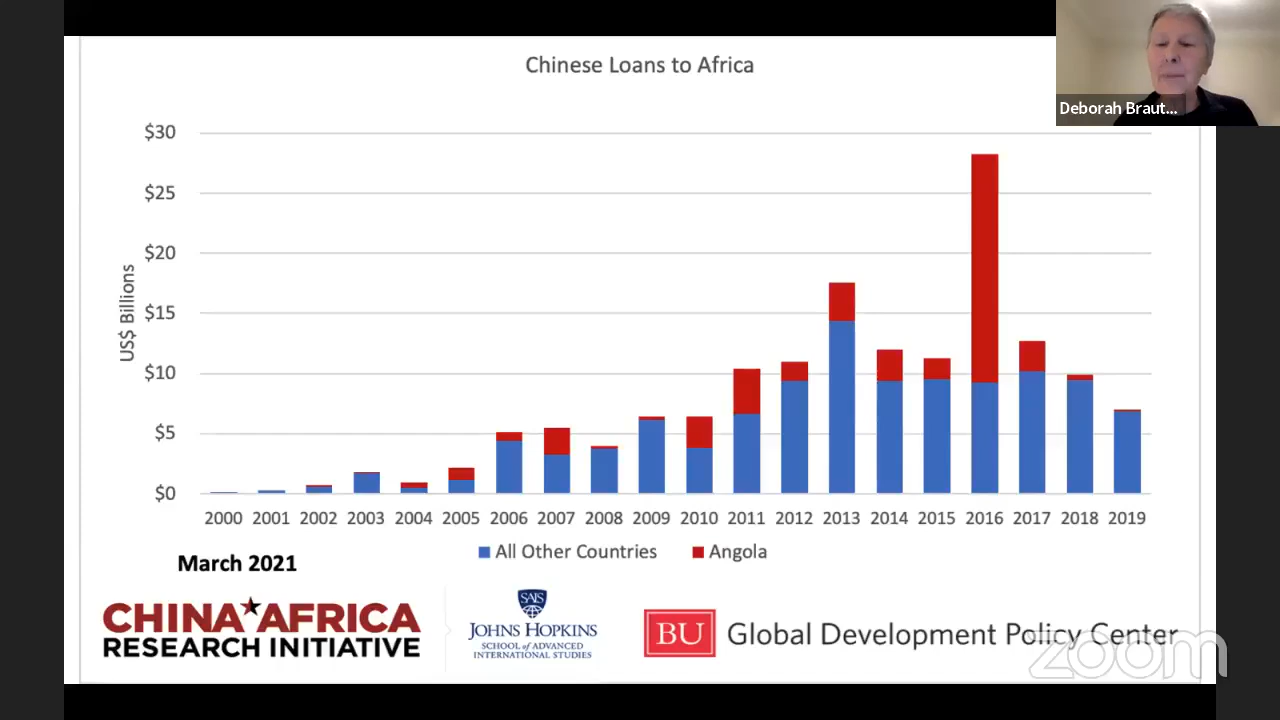 Chinese Loans to Africa
Deborah Braut...
$30
$25
$20
$15
$10
$5
$0
US$ Billions
2000 2001 2002 2003 2004 2005 2006 2007 2008 2009 2010 2011 2012 2013 2014 2015 2016 2017 2018 2019
All Other Countries Angola
March 2021
CHINA AFRICA
RESEARCH INITIATIVE
SAIS
JOHNS HOPKINS
SCHOOL of ADVANCED
INTERNATIONAL STUDIES
BU Global Development Policy Center
zoom